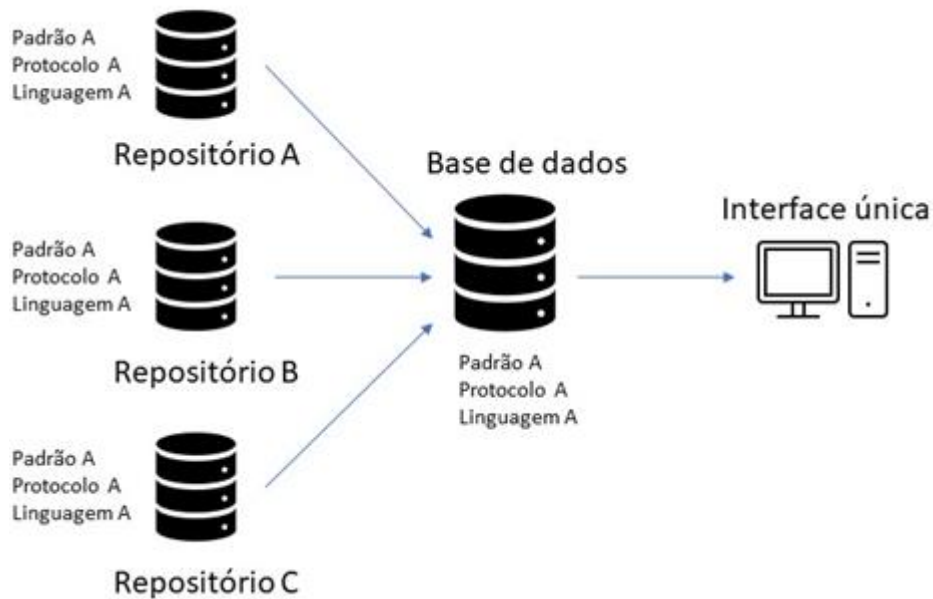 Padrão A
Protocolo A
Linguagem A
Repositório A
Padrão A
Protocolo A
Linguagem A
Repositório B
Padrão A
Protocolo A
Linguagem A
Repositório C
Base de dados
Padrão A
Protocolo A
Linguagem A
Interface única